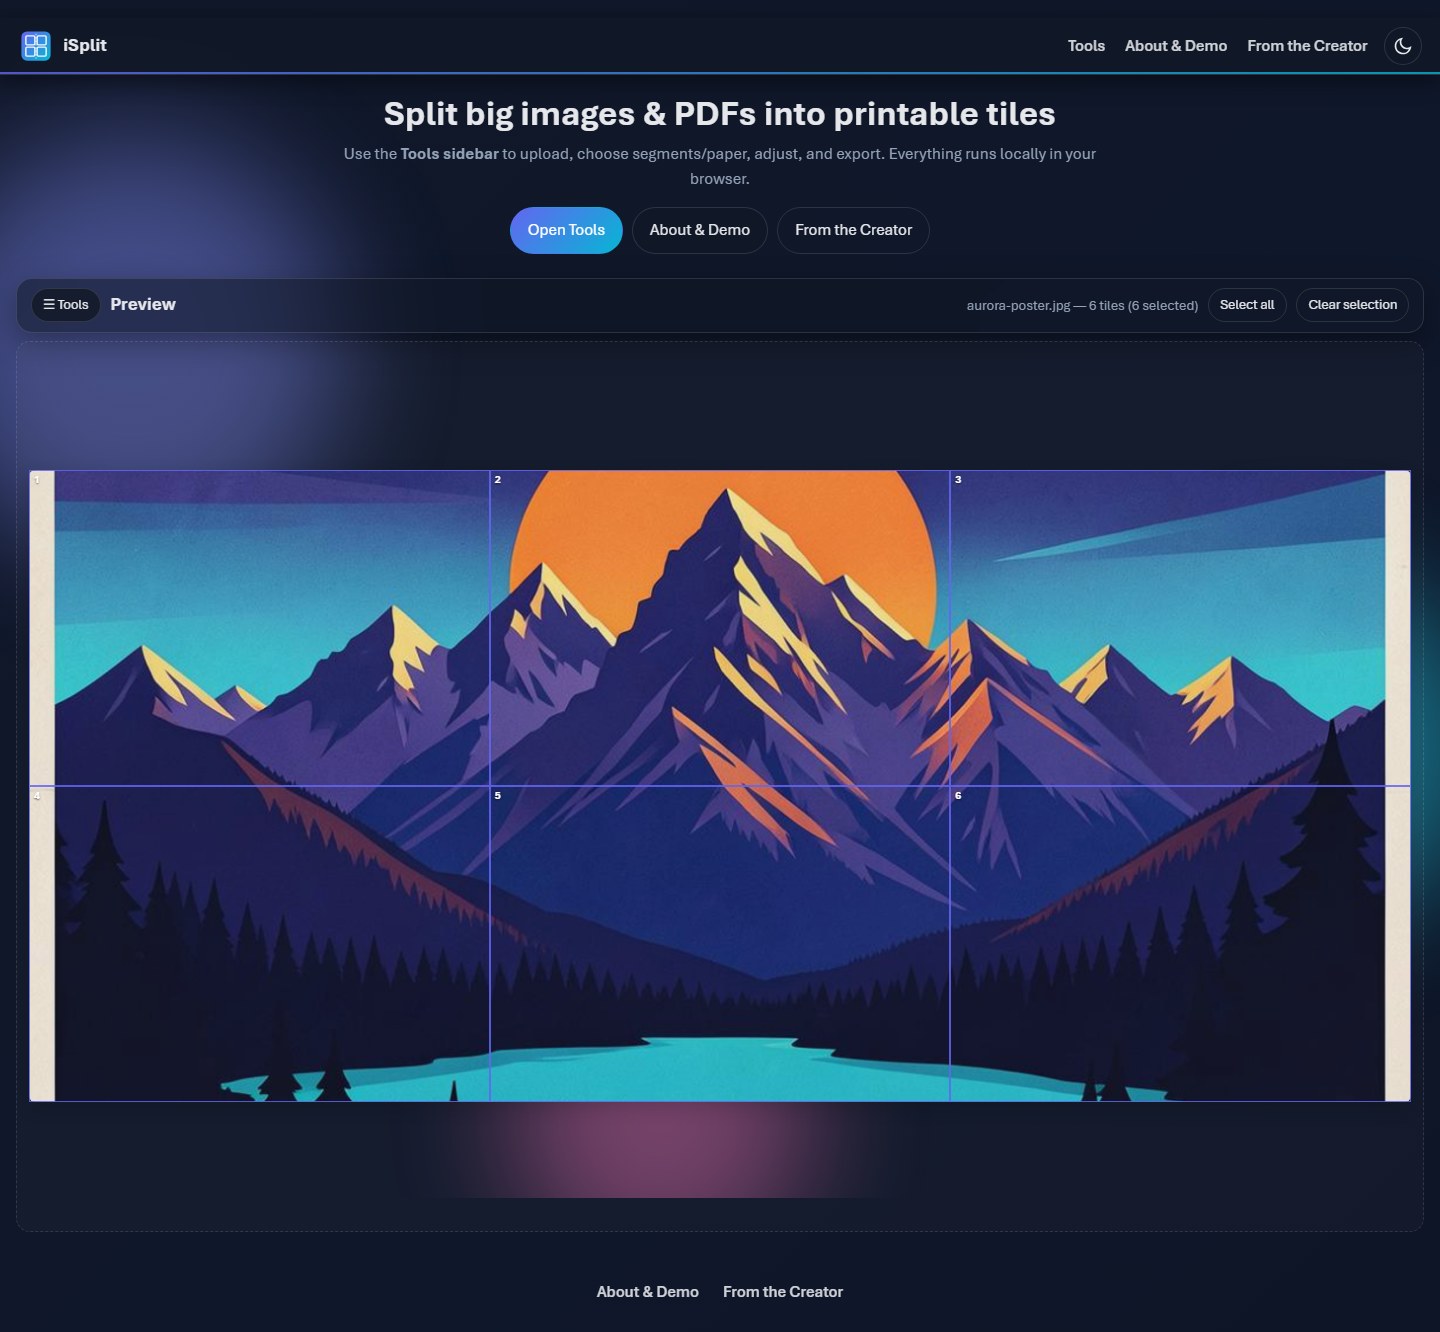 iSplit
Tools
About & Demo
From the Creator
Split big images & PDFs into printable tiles
Use the Tools sidebar to upload, choose segments/paper, adjust, and export. Everything runs locally in your
browser.
Open Tools
About & Demo
From the Creator
☰ Tools
Preview
aurora-poster.jpg — 6 tiles (6 selected)
Select all
Clear selection
1
2
3
4
5
6
About & Demo
From the Creator